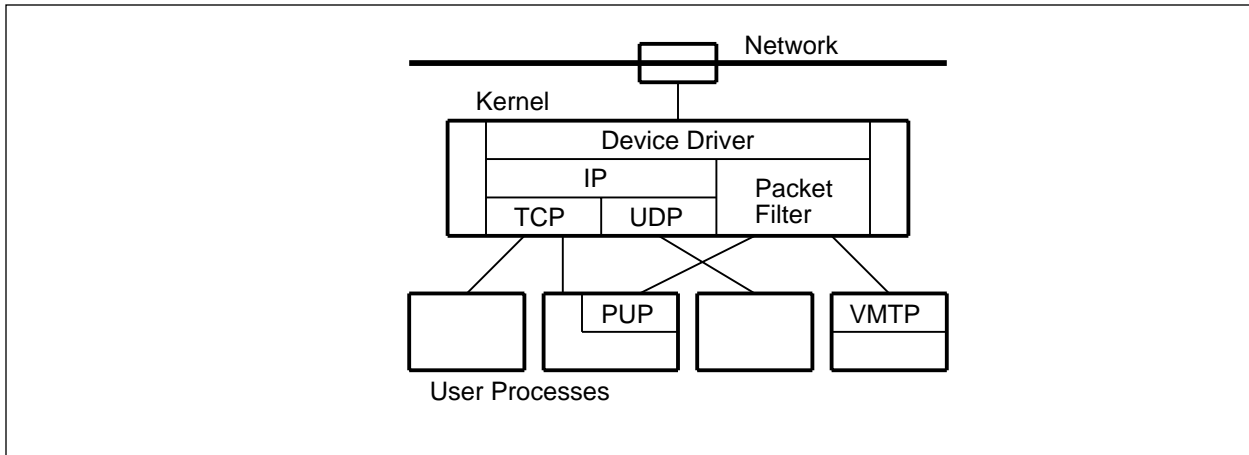 Network
Kernel
Device Driver
IP
Packet
Filter
TCP
UDP
PUP
VMTP
User Processes